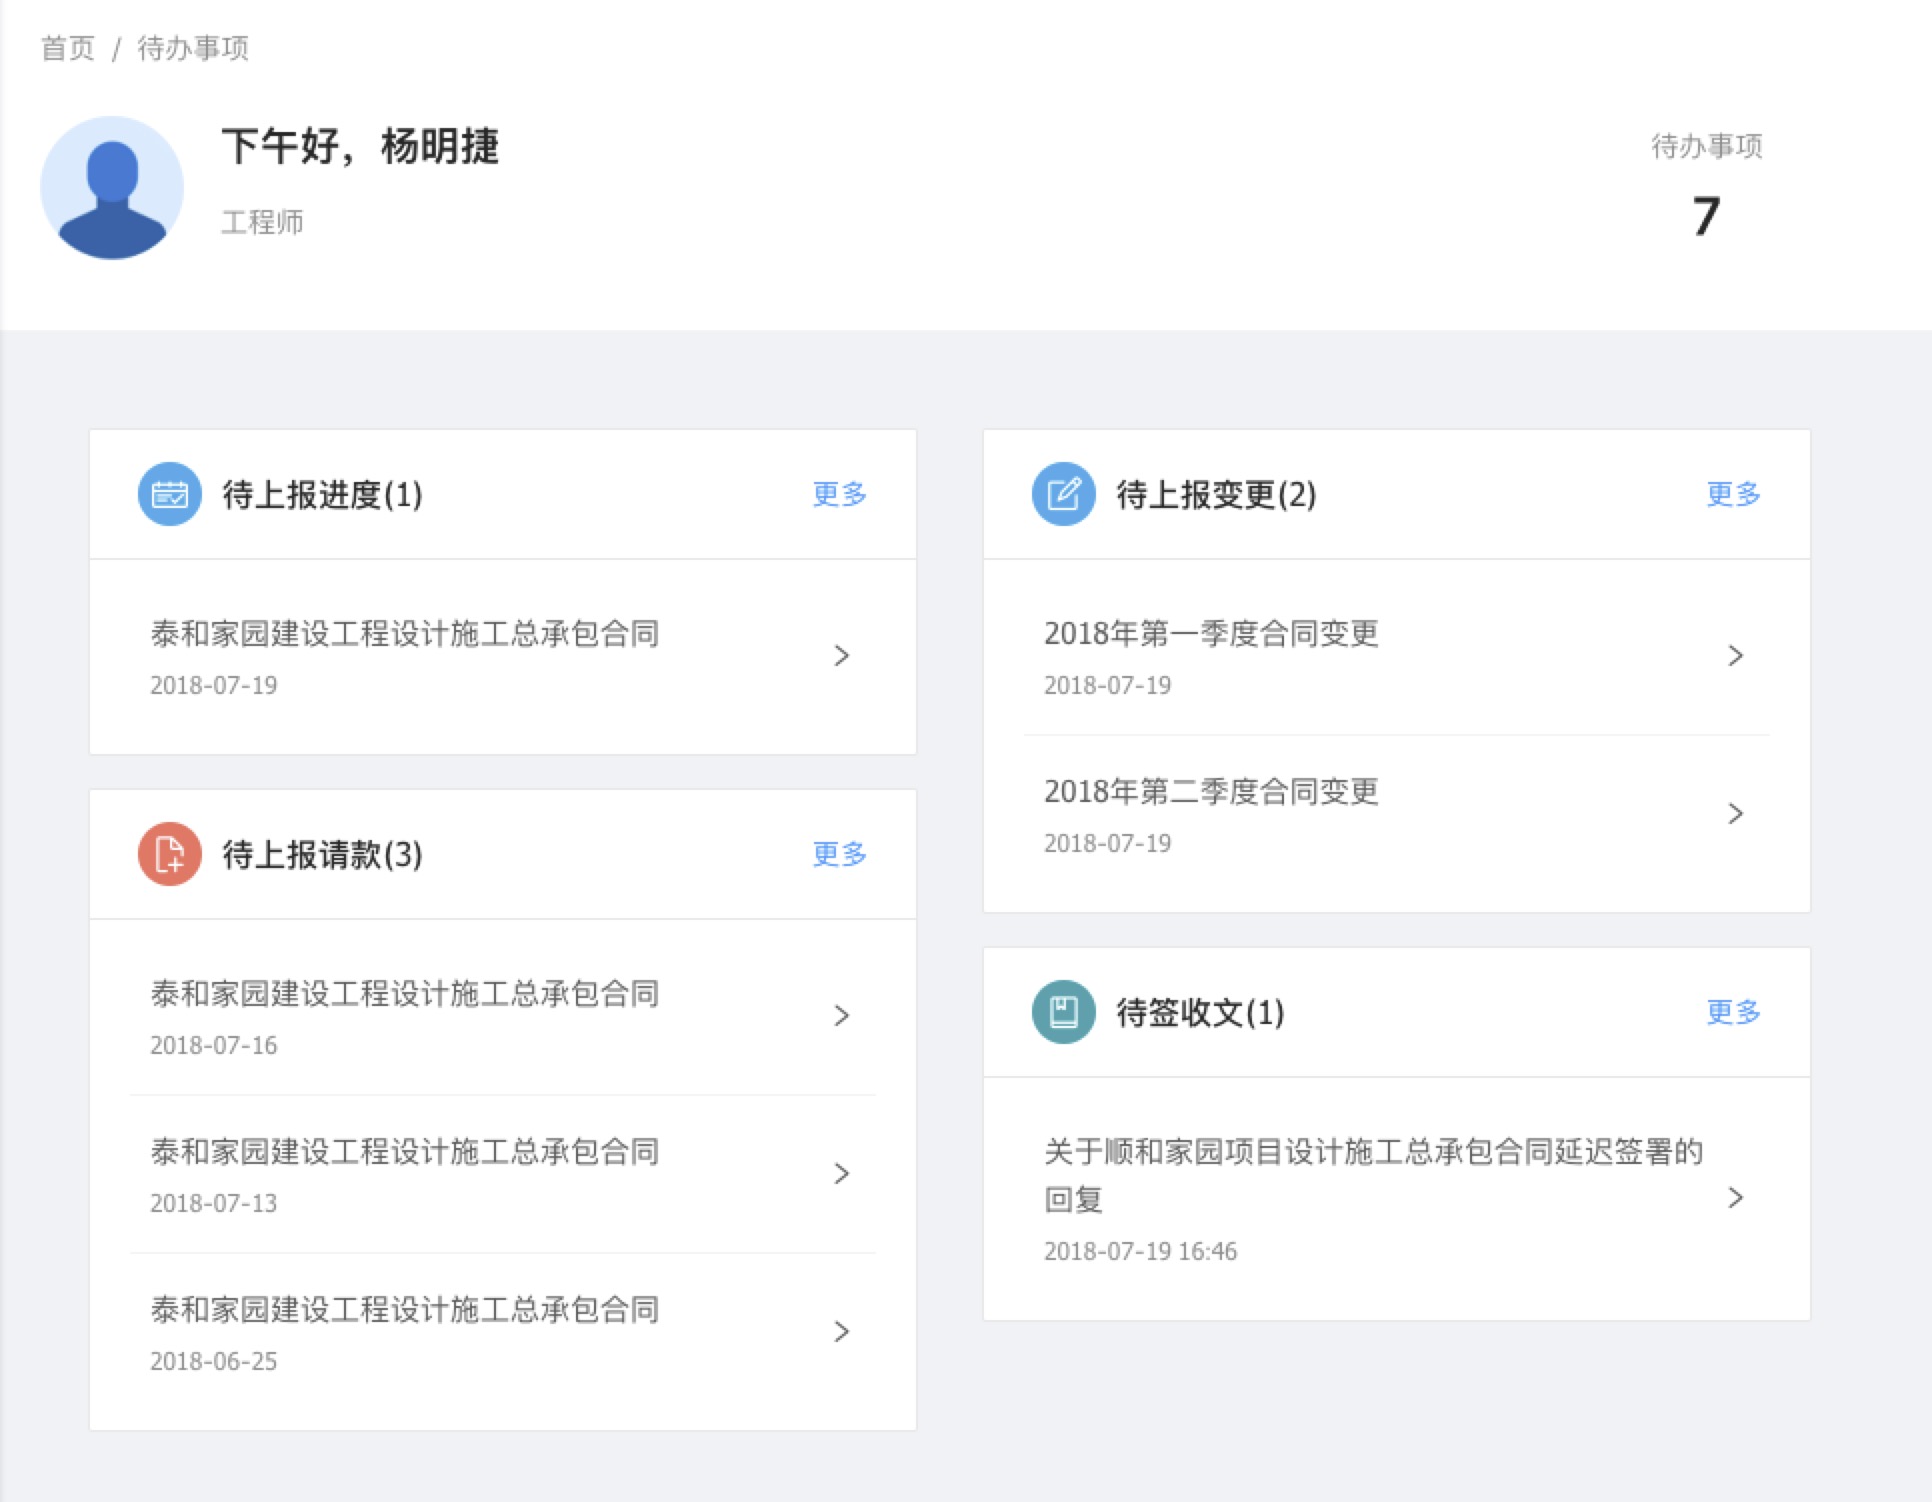 首页 / 待办事项
下午好，杨明捷
工程师
待办事项
7
待上报进度(1)
更多
泰和家园建设工程设计施工总承包合同
2018-07-19
待上报请款(3)
更多
泰和家园建设工程设计施工总承包合同
2018-07-16
泰和家园建设工程设计施工总承包合同
2018-07-13
泰和家园建设工程设计施工总承包合同
2018-06-25
待上报变更(2)
更多
2018年第一季度合同变更
2018-07-19
2018年第二季度合同变更
2018-07-19
待签收文(1)
更多
关于顺和家园项目设计施工总承包合同延迟签署的
回复
2018-07-19 16:46